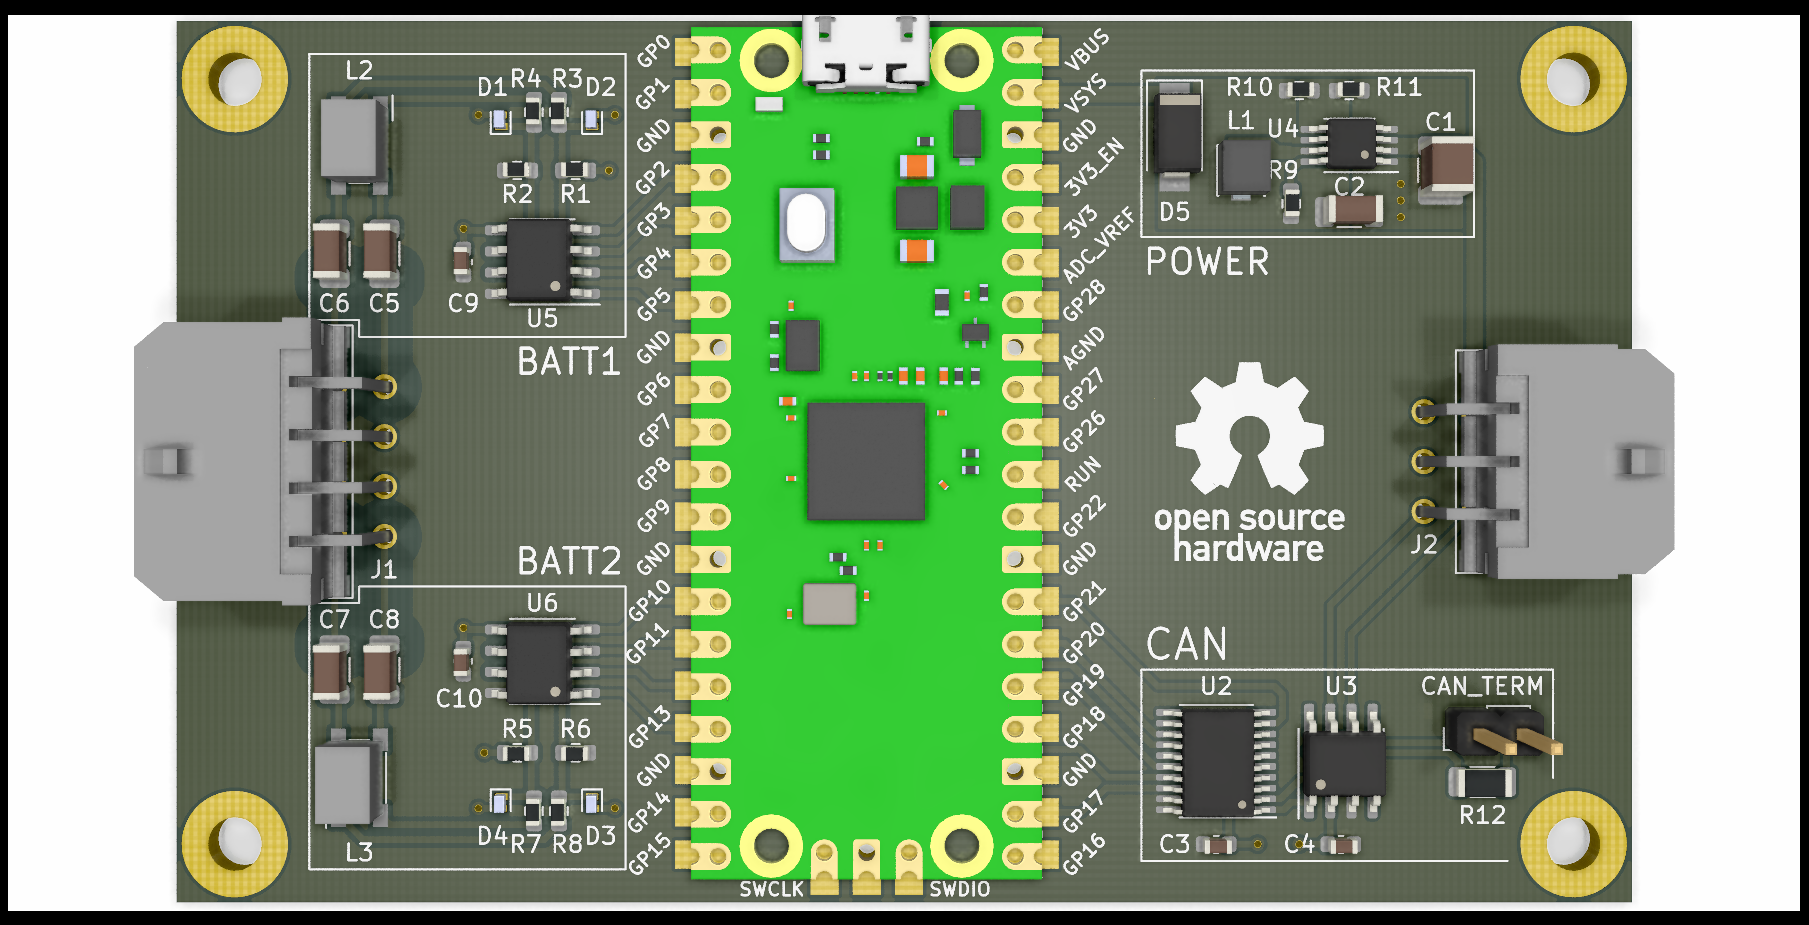 L2
D1
R4
R3
D2
R2
R1
C6
C5
C9
U5
BATT1
BATT2
J1
C7
C8
U6
C10
R5
R6
D4
R7
R8
D3
L3
GP0
GP1
GND
GP2
GP3
GP4
GP5
GND
GP6
GP7
GP8
GP9
GND
GP10
GP11
GP13
GND
GP14
GP15
SWCLK
SWDIO
VBUS
VSYS
GND
3V3_EN
3V3
ADC_VREF
GP28
AGND
GP27
GP26
RUN
GP22
GND
GP21
GP20
GP19
GP18
GND
GP17
GP16
R10
R11
L1
U4
C1
R9
C2
D5
POWER
open source
hardware
J2
CAN
U2
U3
CAN_TERM
R12
C3
C4